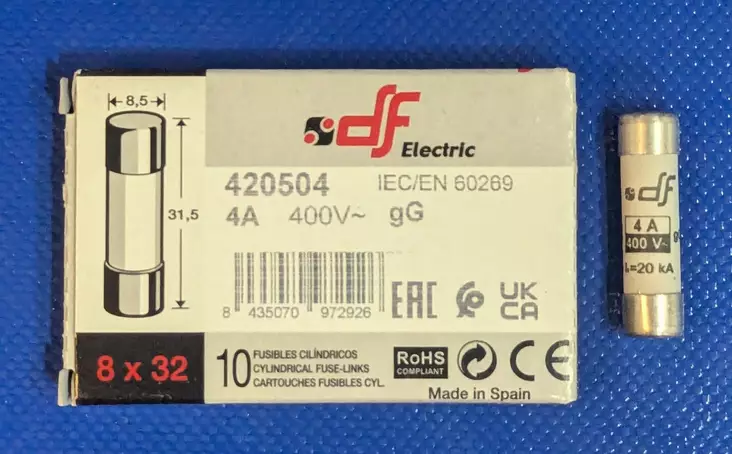 8,5
31,5
df Electric
420504 IEC/EN 60269
4A 400V~ gG
8 435070 972926
EAC
UK
CA
8 x 32
10 FUSIBLES CILÍNDRICOS
CYLINDRICAL FUSE-LINKS
CARTOUCHES FUSIBLES CYL.
RoHS
COMPLIANT
CE
Made in Spain
df
4 A
400 V~ g
I₁=20 kA